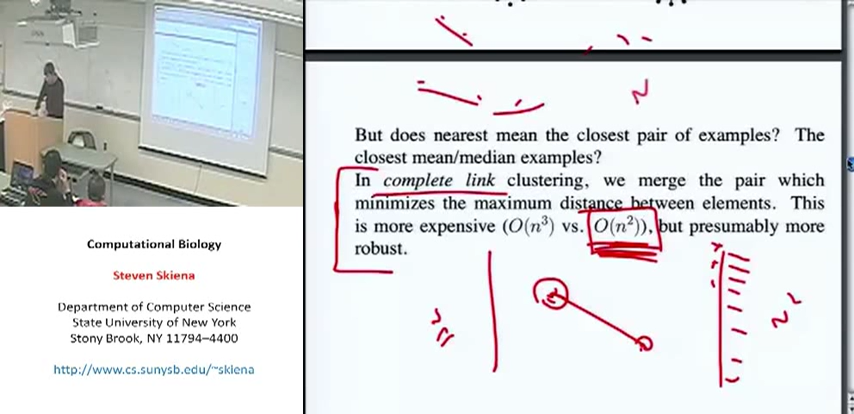 But does nearest mean the closest pair of examples? The
closest mean/median examples?
In complete link clustering, we merge the pair which
minimizes the maximum distance between elements. This
is more expensive (O(n³) vs. O(n²)), but presumably more
robust.
Computational Biology
Steven Skiena
Department of Computer Science
State University of New York
Stony Brook, NY 11794–4400
http://www.cs.sunysb.edu/~skiena
N
N²